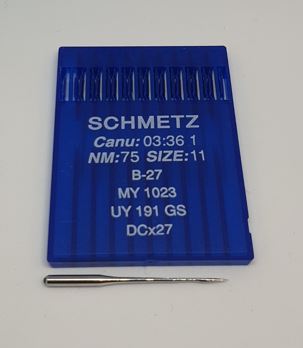 SCHMETZ
Canu: 03:36 1
NM:75 SIZE:11
B-27
MY 1023
UY 191 GS
DCx27